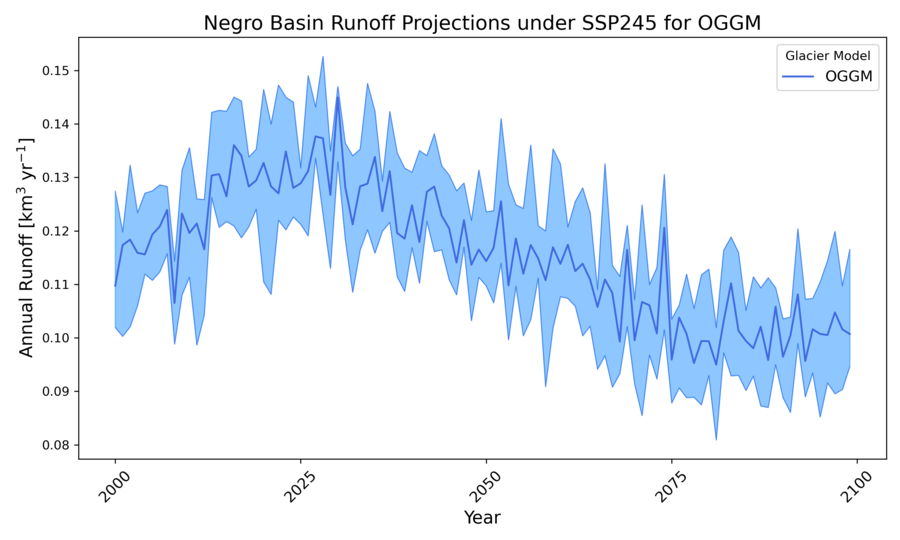 Negro Basin Runoff Projections under SSP245 for OGGM
Glacier Model
OGGM
Annual Runoff [km³ yr⁻¹]
0.15
0.14
0.13
0.12
0.11
0.10
0.09
0.08
2000
2025
2050
2075
2100
Year